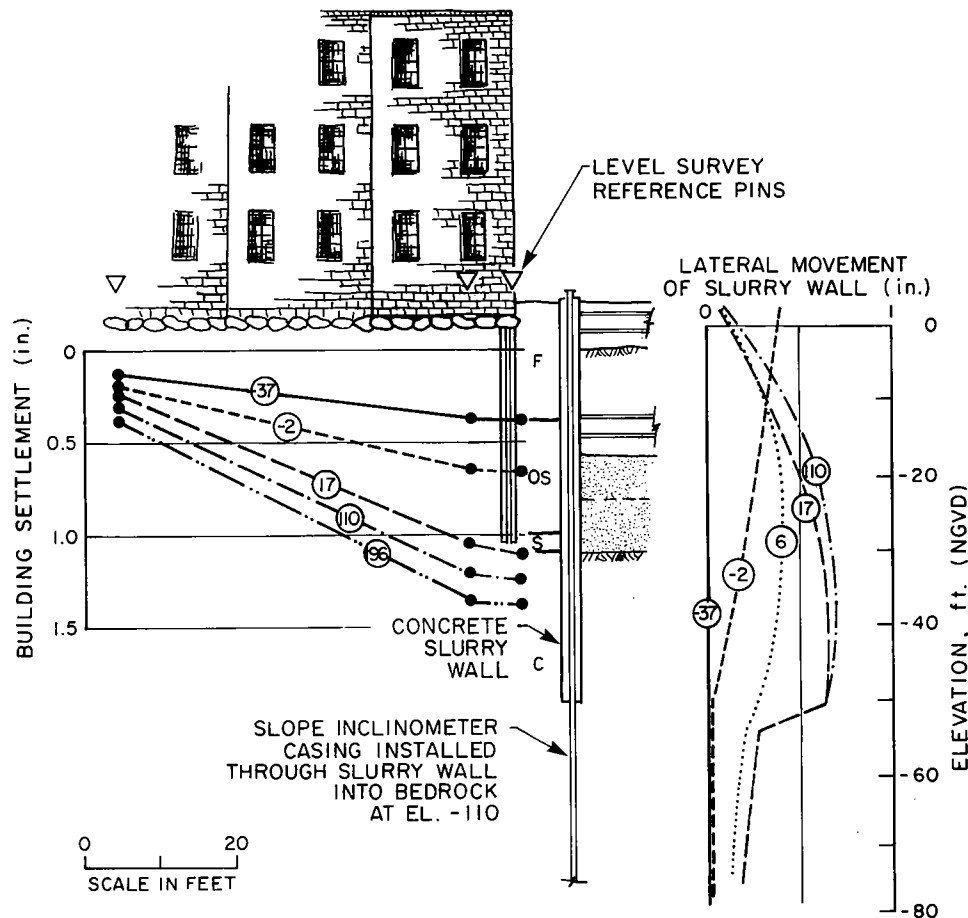 LEVEL SURVEY
REFERENCE PINS
LATERAL MOVEMENT
OF SLURRY WALL (in.)
0
1
BUILDING SETTLEMENT (in.)
0
0.5
1.0
1.5
-37
-2
17
110
196
F
OS
S
C
CONCRETE
SLURRY
WALL
SLOPE INCLINOMETER
CASING INSTALLED
THROUGH SLURRY WALL
INTO BEDROCK
AT EL. -110
0
20
SCALE IN FEET
110
17
6
-2
-37
0
-20
-40
-60
-80
ELEVATION, ft. (NGVD)